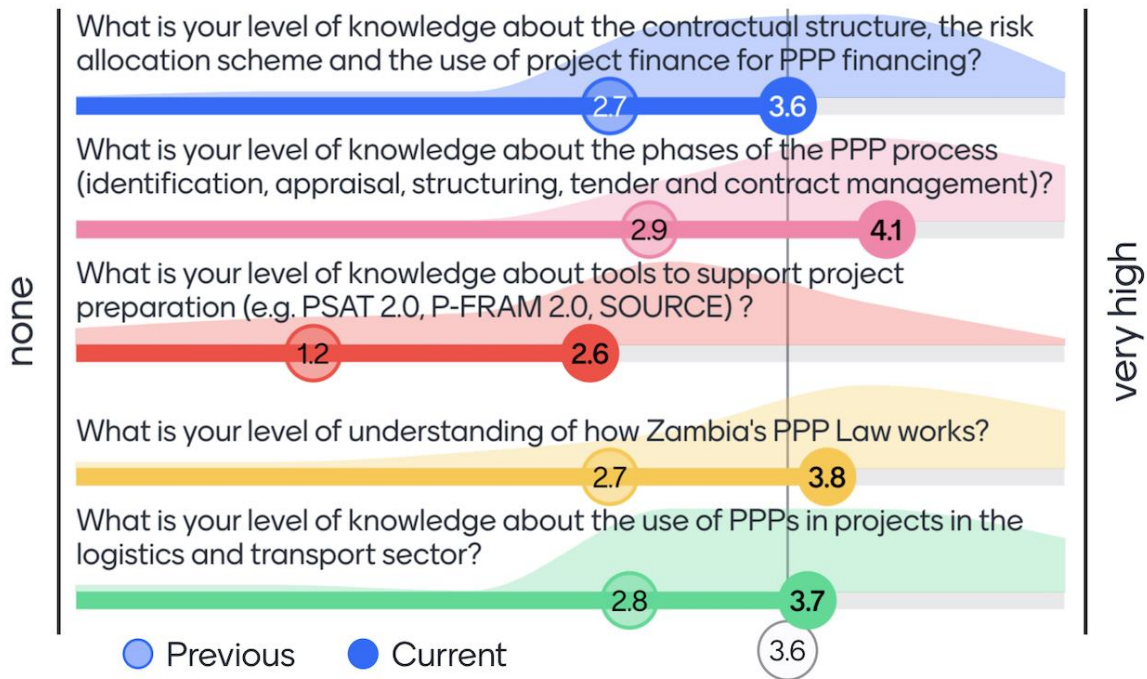 What is your level of knowledge about the contractual structure, the risk
allocation scheme and the use of project finance for PPP financing?
2.7
3.6
What is your level of knowledge about the phases of the PPP process
(identification, appraisal, structuring, tender and contract management)?
2.9
4.1
none
very high
What is your level of knowledge about tools to support project
preparation (e.g. PSAT 2.0, P-FRAM 2.0, SOURCE) ?
1.2
2.6
What is your level of understanding of how Zambia's PPP Law works?
2.7
3.8
What is your level of knowledge about the use of PPPs in projects in the
logistics and transport sector?
2.8
3.7
3.6
Previous
Current